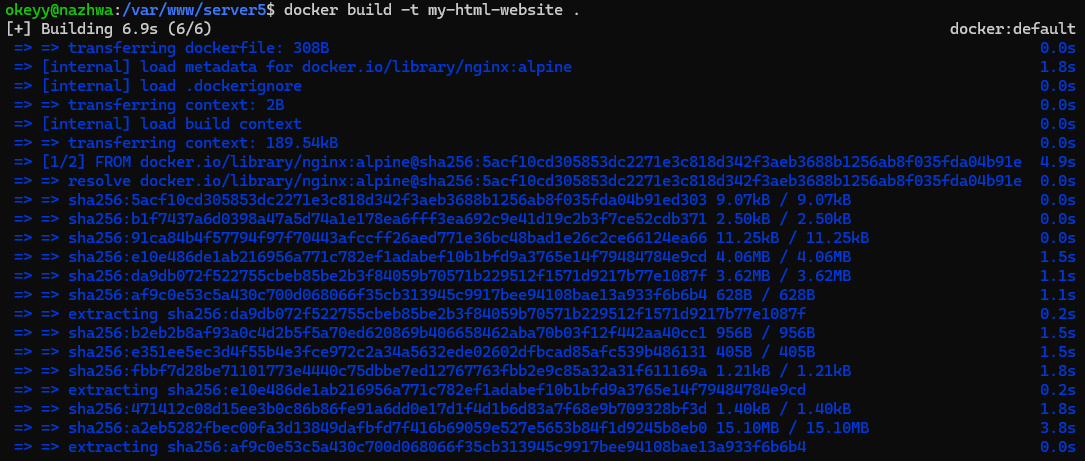 okeyy@nazhwa:/var/www/server5$ docker build -t my-html-website .
[+] Building 6.9s (6/6) docker:default
=> => transferring dockerfile: 308B 0.0s
=> [internal] load metadata for docker.io/library/nginx:alpine 1.8s
=> [internal] load .dockerignore 0.0s
=> => transferring context: 2B 0.0s
=> [internal] load build context 0.0s
=> => transferring context: 189.54kB 0.0s
=> [1/2] FROM docker.io/library/nginx:alpine@sha256:5acf10cd305853dc2271e3c818d342f3aeb3688b1256ab8f035fda04b91e 4.9s
=> => resolve docker.io/library/nginx:alpine@sha256:5acf10cd305853dc2271e3c818d342f3aeb3688b1256ab8f035fda04b91e 0.0s
=> => sha256:5acf10cd305853dc2271e3c818d342f3aeb3688b1256ab8f035fda04b91ed303 9.07kB / 9.07kB 0.0s
=> => sha256:b1f7437a6d0398a47a5d74a1e178ea6fff3ea692c9e41d19c2b3f7ce52cdb371 2.50kB / 2.50kB 0.0s
=> => sha256:91ca84b4f57794f97f70443afccff26aed771e36bc48bad1e26c2ce66124ea66 11.25kB / 11.25kB 0.0s
=> => sha256:e10e486de1ab216956a771c782ef1adabef10b1bfd9a3765e14f79484784e9cd 4.06MB / 4.06MB 1.5s
=> => sha256:da9db072f522755cbeb85be2b3f84059b70571b229512f1571d9217b77e1087f 3.62MB / 3.62MB 1.1s
=> => sha256:af9c0e53c5a430c700d068066f35cb313945c9917bee94108bae13a933f6b6b4 628B / 628B 1.1s
=> => extracting sha256:da9db072f522755cbeb85be2b3f84059b70571b229512f1571d9217b77e1087f 0.2s
=> => sha256:b2eb2b8af93a0c4d2b5f5a70ed620869b406658462aba70b03f12f442aa40cc1 956B / 956B 1.5s
=> => sha256:e351ee5ec3d4f55b4e3fce972c2a34a5632ede02602dfbcad85afc539b486131 405B / 405B 1.5s
=> => sha256:fbbf7d28be71101773e4440c75dbbe7ed12767763fbb2e9c85a32a31f611169a 1.21kB / 1.21kB 1.8s
=> => extracting sha256:e10e486de1ab216956a771c782ef1adabef10b1bfd9a3765e14f79484784e9cd 0.2s
=> => sha256:471412c08d15ee3b0c86b86fe91a6dd0e17d1f4d1b6d83a7f68e9b709328bf3d 1.40kB / 1.40kB 1.8s
=> => sha256:a2eb5282fbec00fa3d13849dafbfd7f416b69059e527e5653b84f1d9245b8eb0 15.10MB / 15.10MB 3.8s
=> => extracting sha256:af9c0e53c5a430c700d068066f35cb313945c9917bee94108bae13a933f6b6b4 0.0s